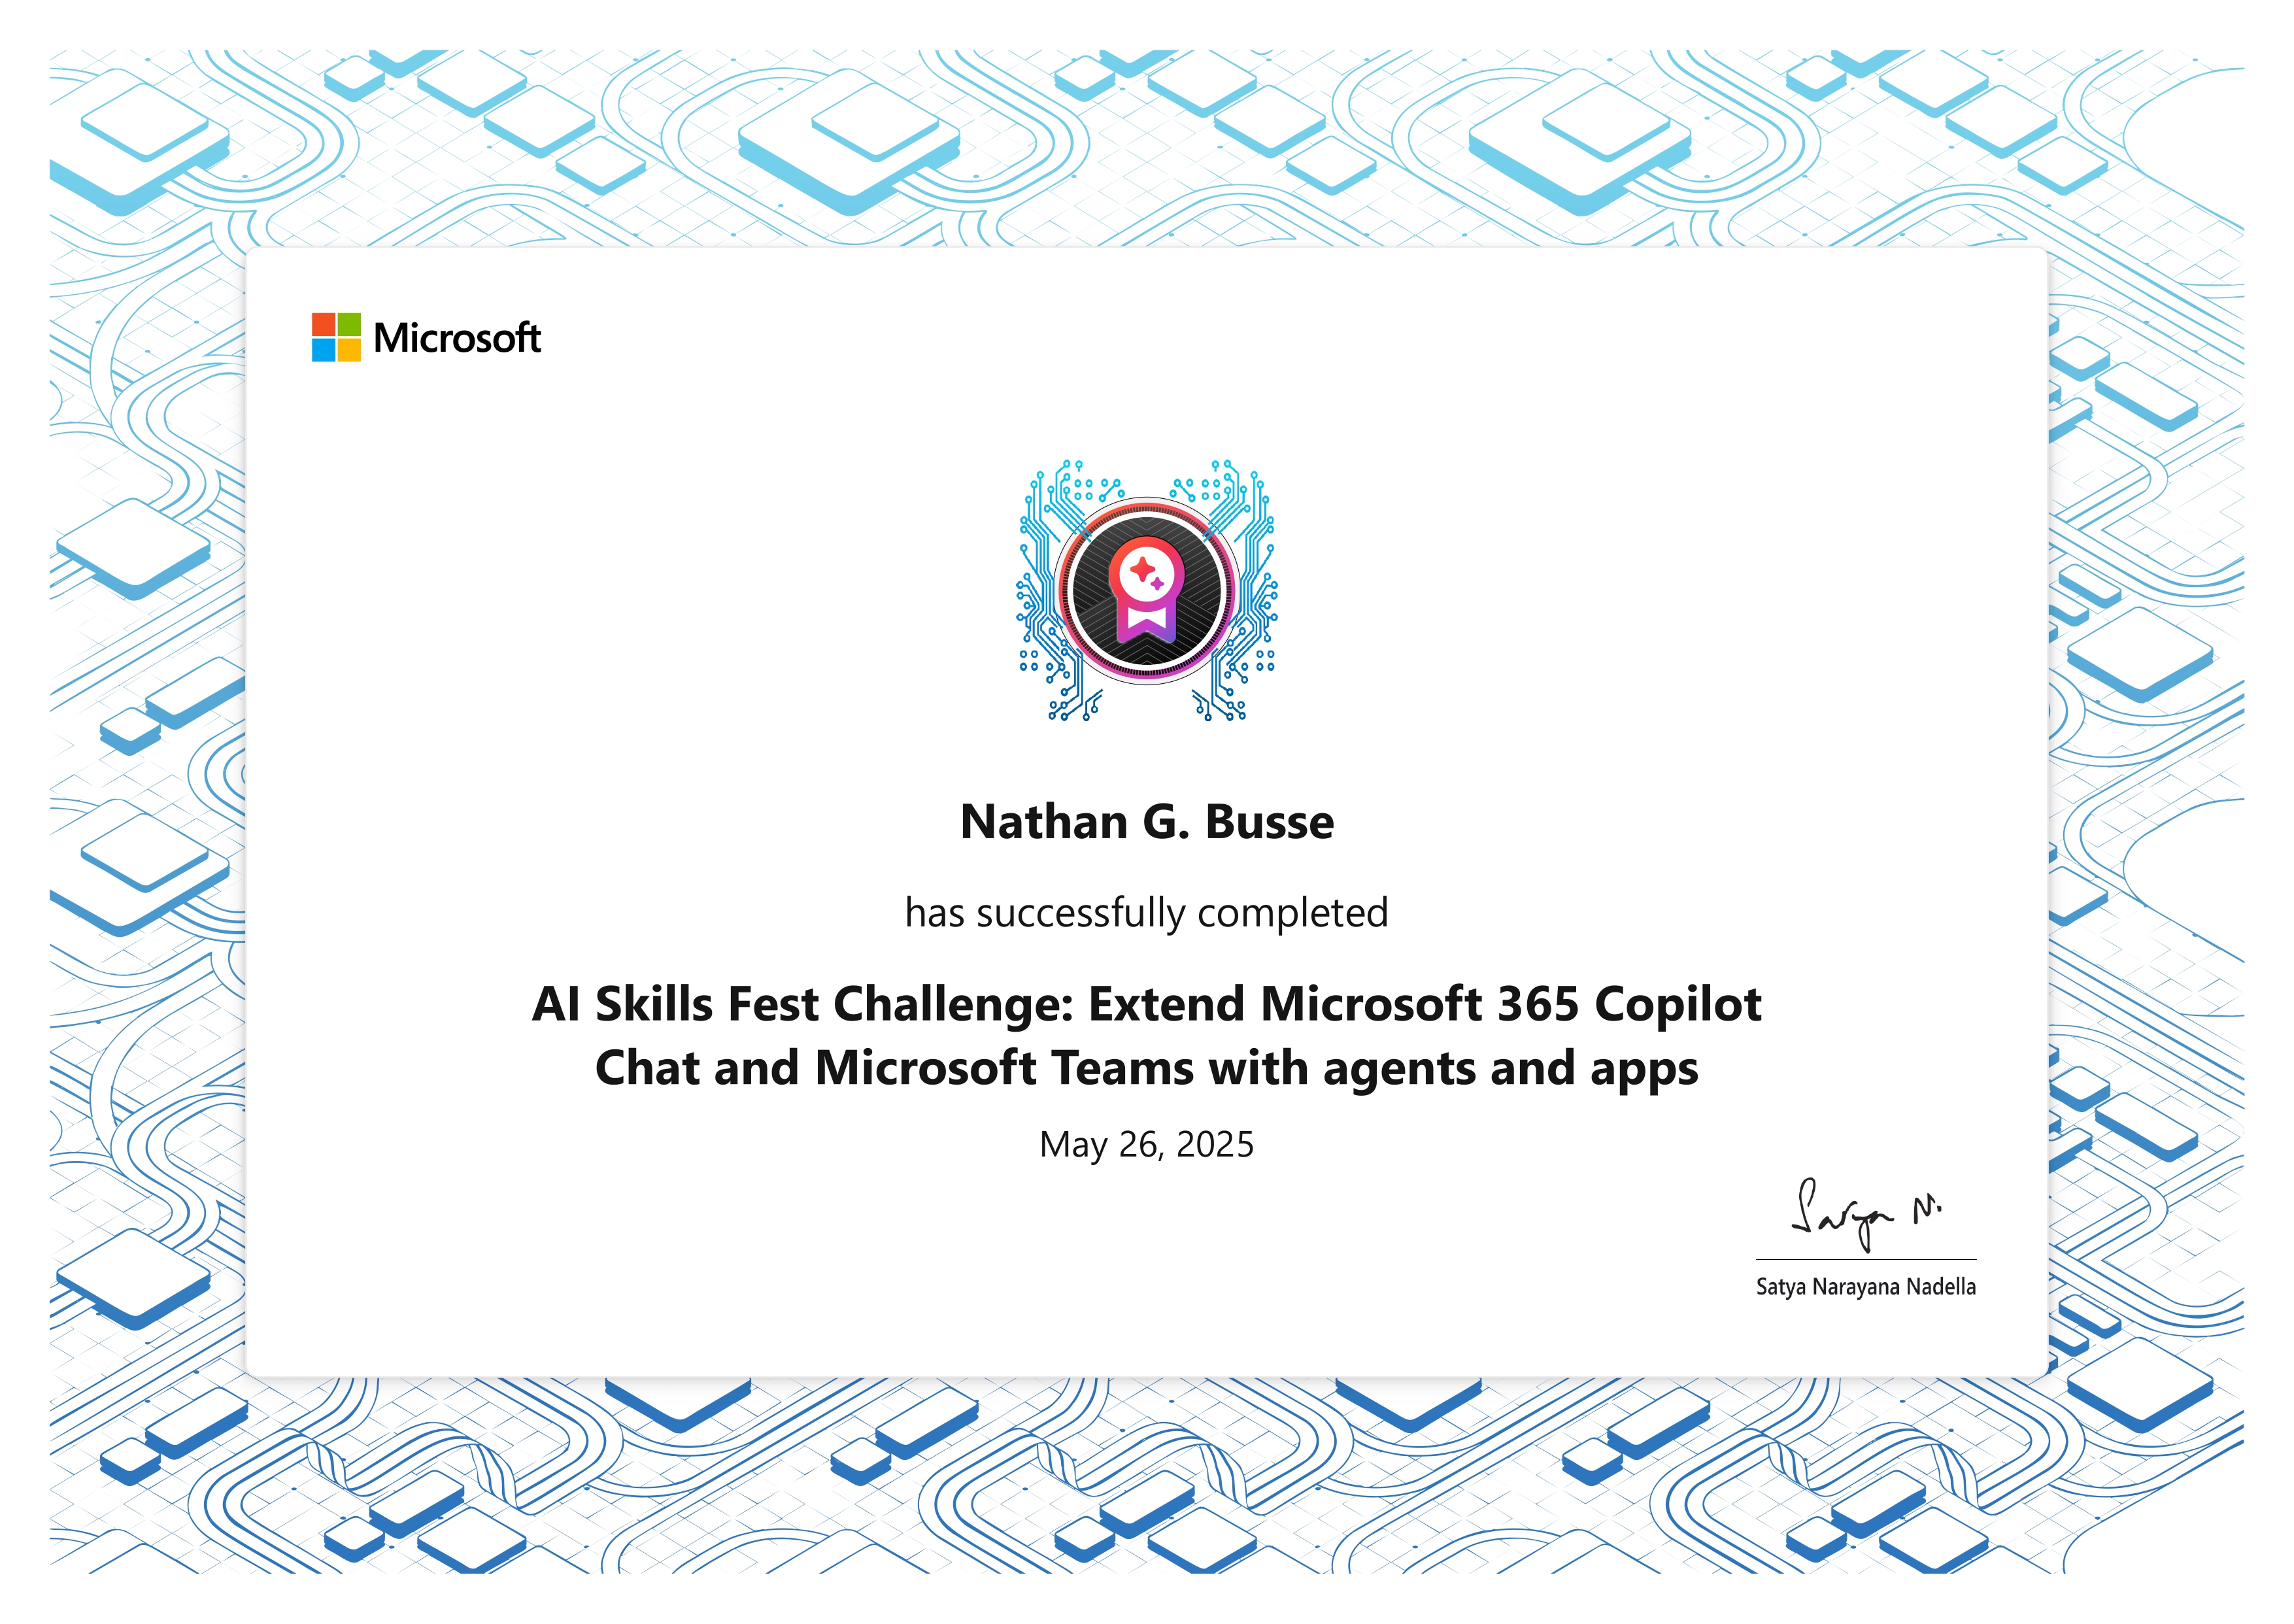 Microsoft
Nathan G. Busse
has successfully completed
AI Skills Fest Challenge: Extend Microsoft 365 Copilot
Chat and Microsoft Teams with agents and apps
May 26, 2025
Satya N.
Satya Narayana Nadella